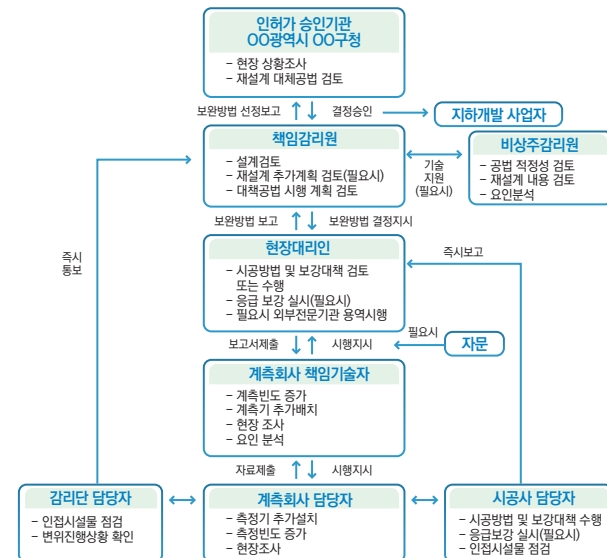 인허가 승인기관
OO광역시 OO구청
– 현장 상황조사
– 재설계 대체공법 검토
보완방법 선정보고
결정승인
지하개발 사업자
책임감리원
– 설계검토
– 재설계 추가계획 검토(필요시)
– 대책공법 시행 계획 검토
기술
지원
(필요시)
비상주감리원
– 공법 적정성 검토
– 재설계 내용 검토
– 요인분석
보완방법 보고
보완방법 결정지시
즉시
통보
현장대리인
– 시공방법 및 보강대책 검토
또는 수행
– 응급 보강 실시(필요시)
– 필요시 외부전문기관 용역시행
즉시보고
보고서제출
시행지시
필요시
자문
계측회사 책임기술자
– 계측빈도 증가
– 계측기 추가배치
– 현장 조사
– 요인 분석
자료제출
시행지시
감리단 담당자
– 인접시설물 점검
– 변위진행상황 확인
계측회사 담당자
– 측정기 추가설치
– 측정빈도 증가
– 현장조사
시공사 담당자
– 시공방법 및 보강대책 수행
– 응급보강 실시(필요시)
– 인접시설물 점검